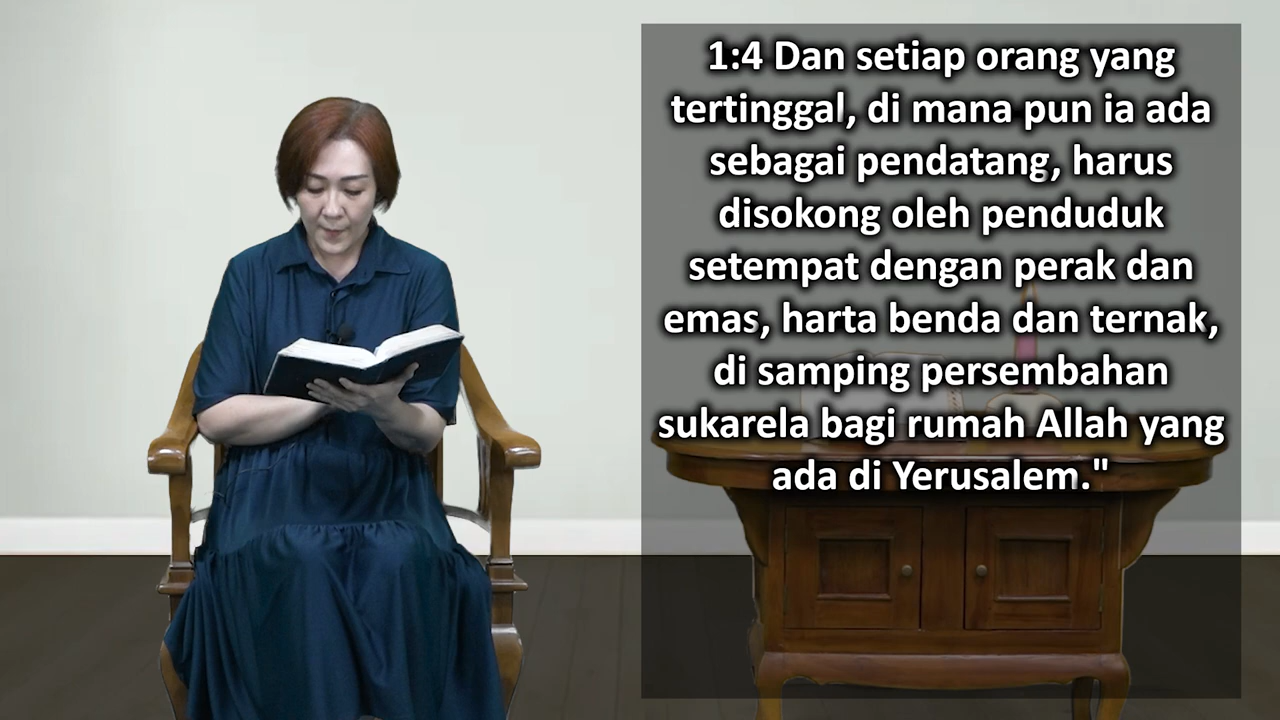 1:4 Dan setiap orang yang
tertinggal, di mana pun ia ada
sebagai pendatang, harus
disokong oleh penduduk
setempat dengan perak dan
emas, harta benda dan ternak,
di samping persembahan
sukarela bagi rumah Allah yang
ada di Yerusalem."